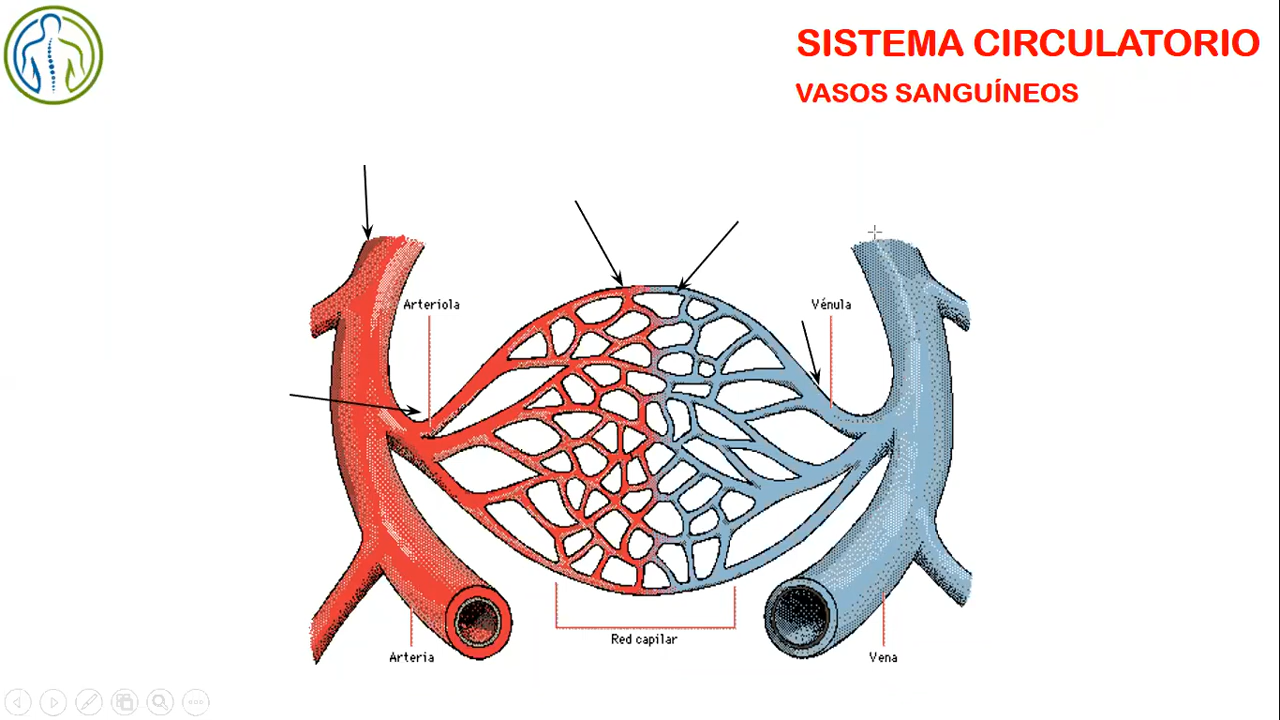 SISTEMA CIRCULATORIO
VASOS SANGUÍNEOS
Arteriola
Vénula
Red capilar
Arteria
Vena